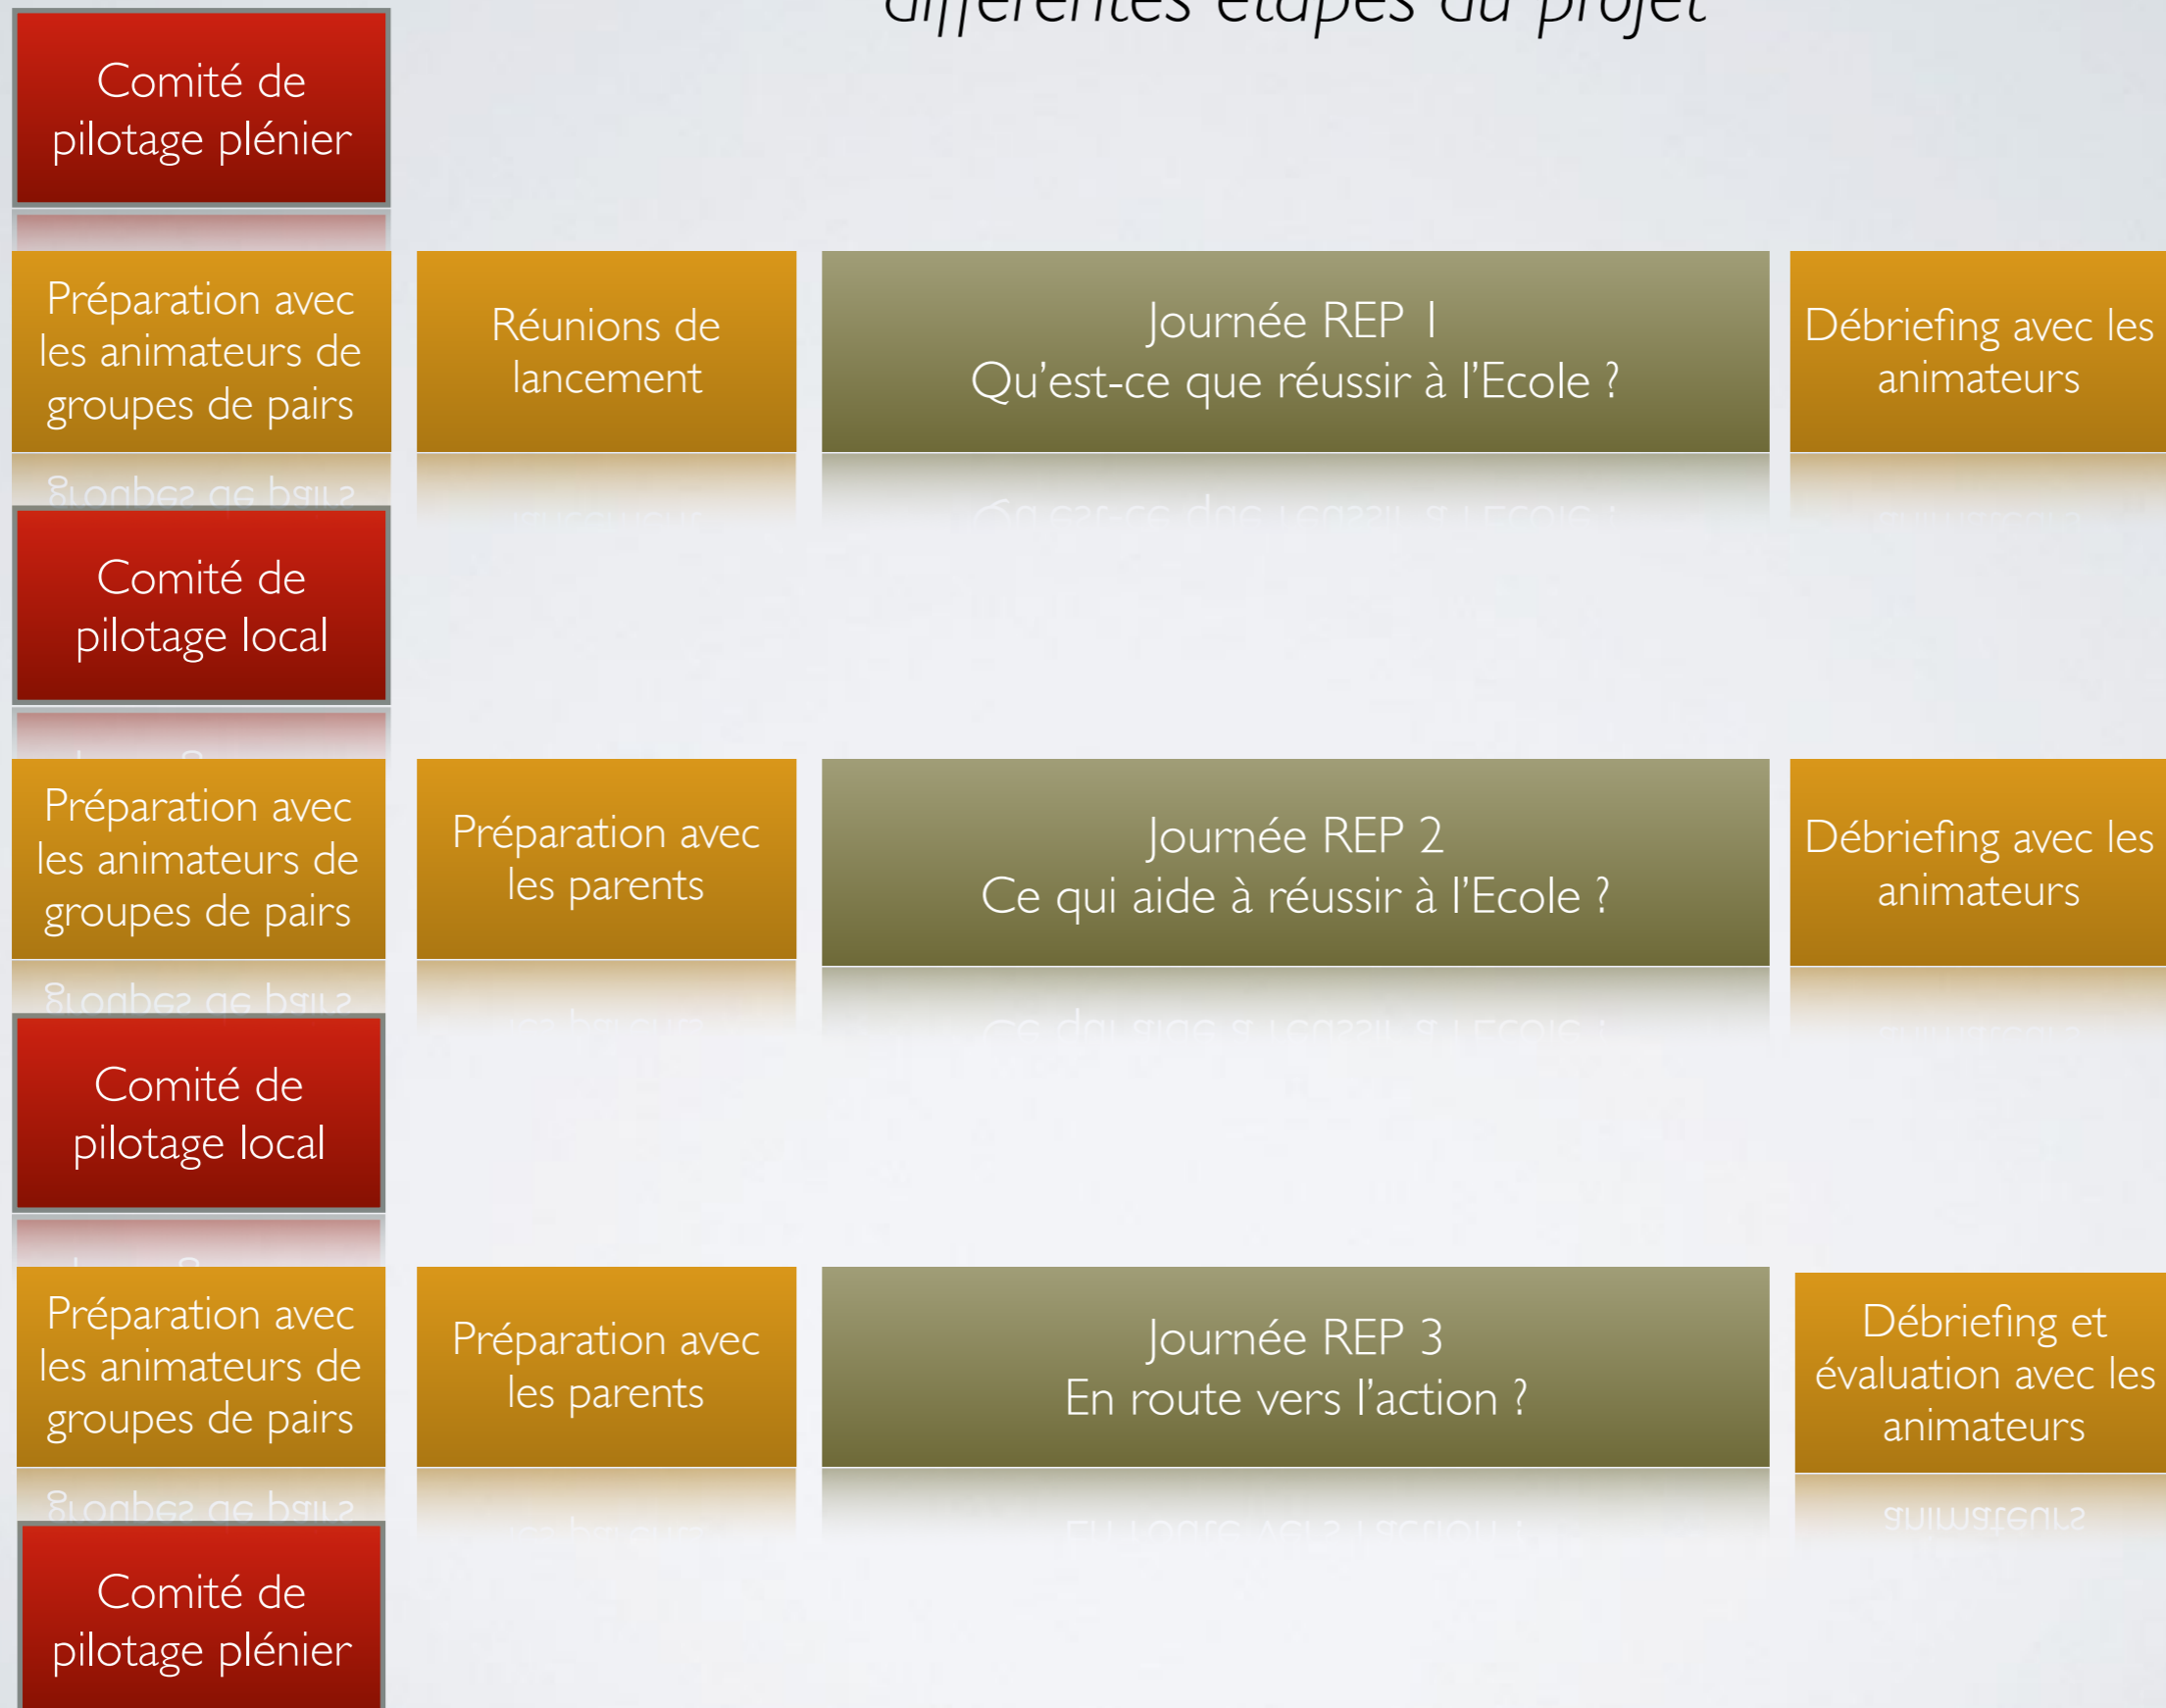 différentes étapes du projet
Comité de
pilotage plénier
Préparation avec
les animateurs de
groupes de pairs
Réunions de
lancement
Journée REP 1
Qu'est-ce que réussir à l'Ecole ?
Débriefing avec les
animateurs
Comité de
pilotage local
Préparation avec
les animateurs de
groupes de pairs
Préparation avec
les parents
Journée REP 2
Ce qui aide à réussir à l'Ecole ?
Débriefing avec les
animateurs
Comité de
pilotage local
Préparation avec
les animateurs de
groupes de pairs
Préparation avec
les parents
Journée REP 3
En route vers l'action ?
Débriefing et
évaluation avec les
animateurs
Comité de
pilotage plénier